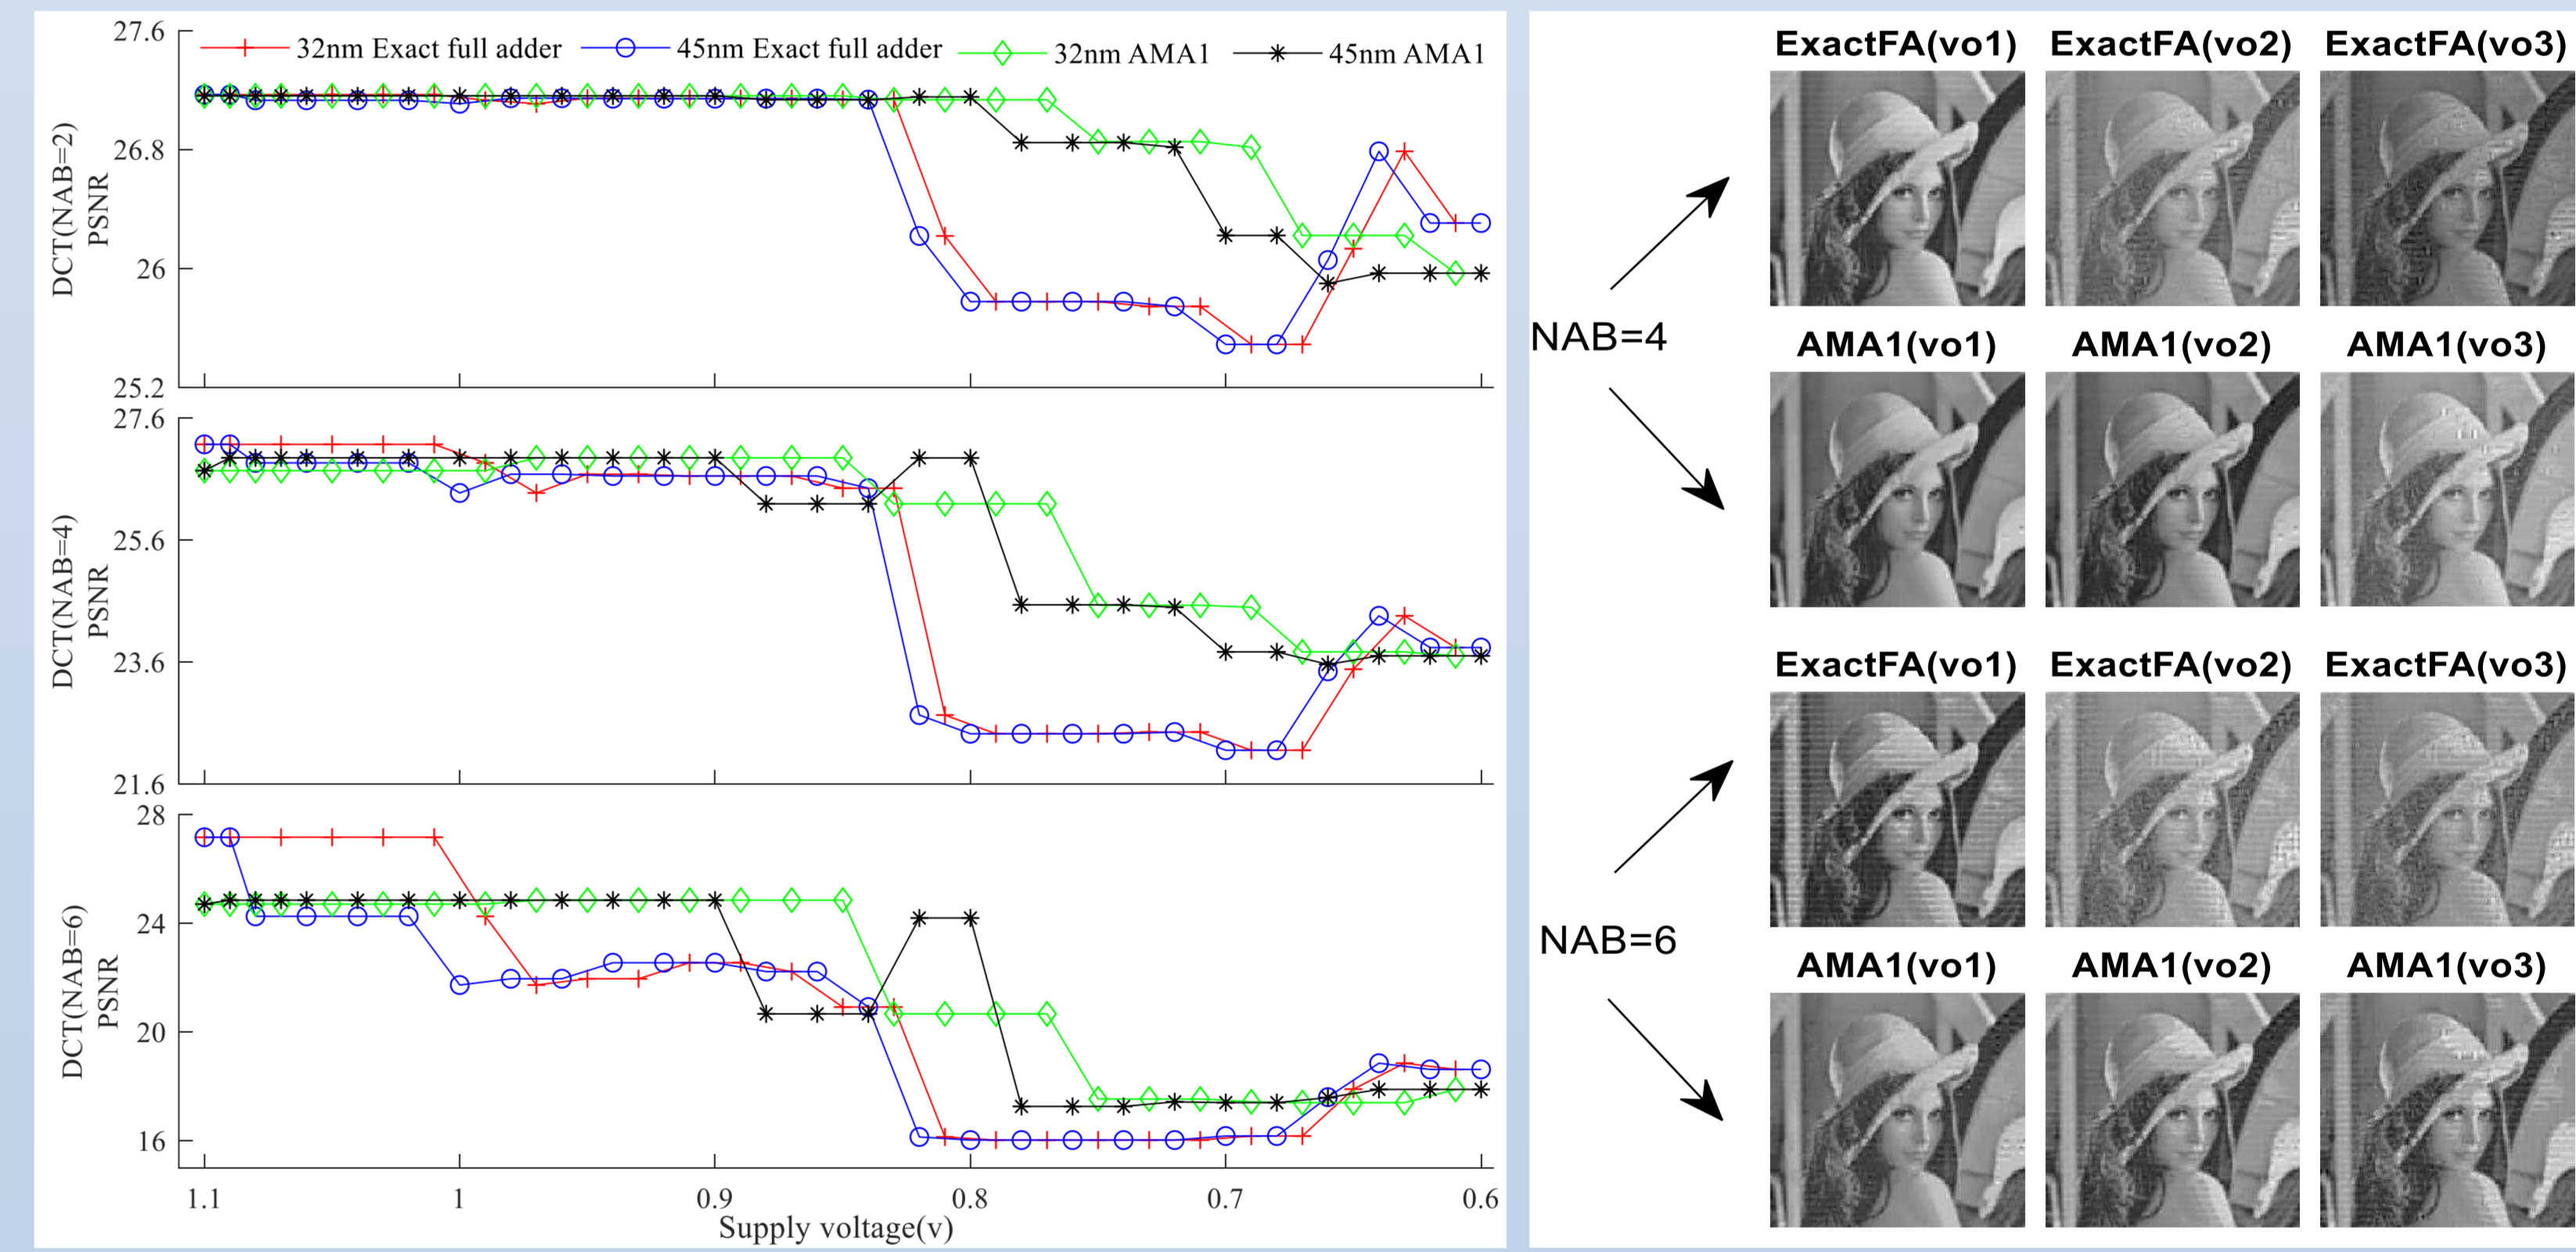 27.6
32nm Exact full adder
45nm Exact full adder
32nm AMA1
45nm AMA1
26.8
26
25.2
DCT(NAB=2)
PSNR
27.6
25.6
23.6
21.6
DCT(NAB=4)
PSNR
28
24
20
16
DCT(NAB=6)
PSNR
1.1 1 0.9 0.8 0.7 0.6
Supply voltage(v)
ExactFA(vo1) ExactFA(vo2) ExactFA(vo3)
NAB=4
AMA1(vo1) AMA1(vo2) AMA1(vo3)
ExactFA(vo1) ExactFA(vo2) ExactFA(vo3)
NAB=6
AMA1(vo1) AMA1(vo2) AMA1(vo3)